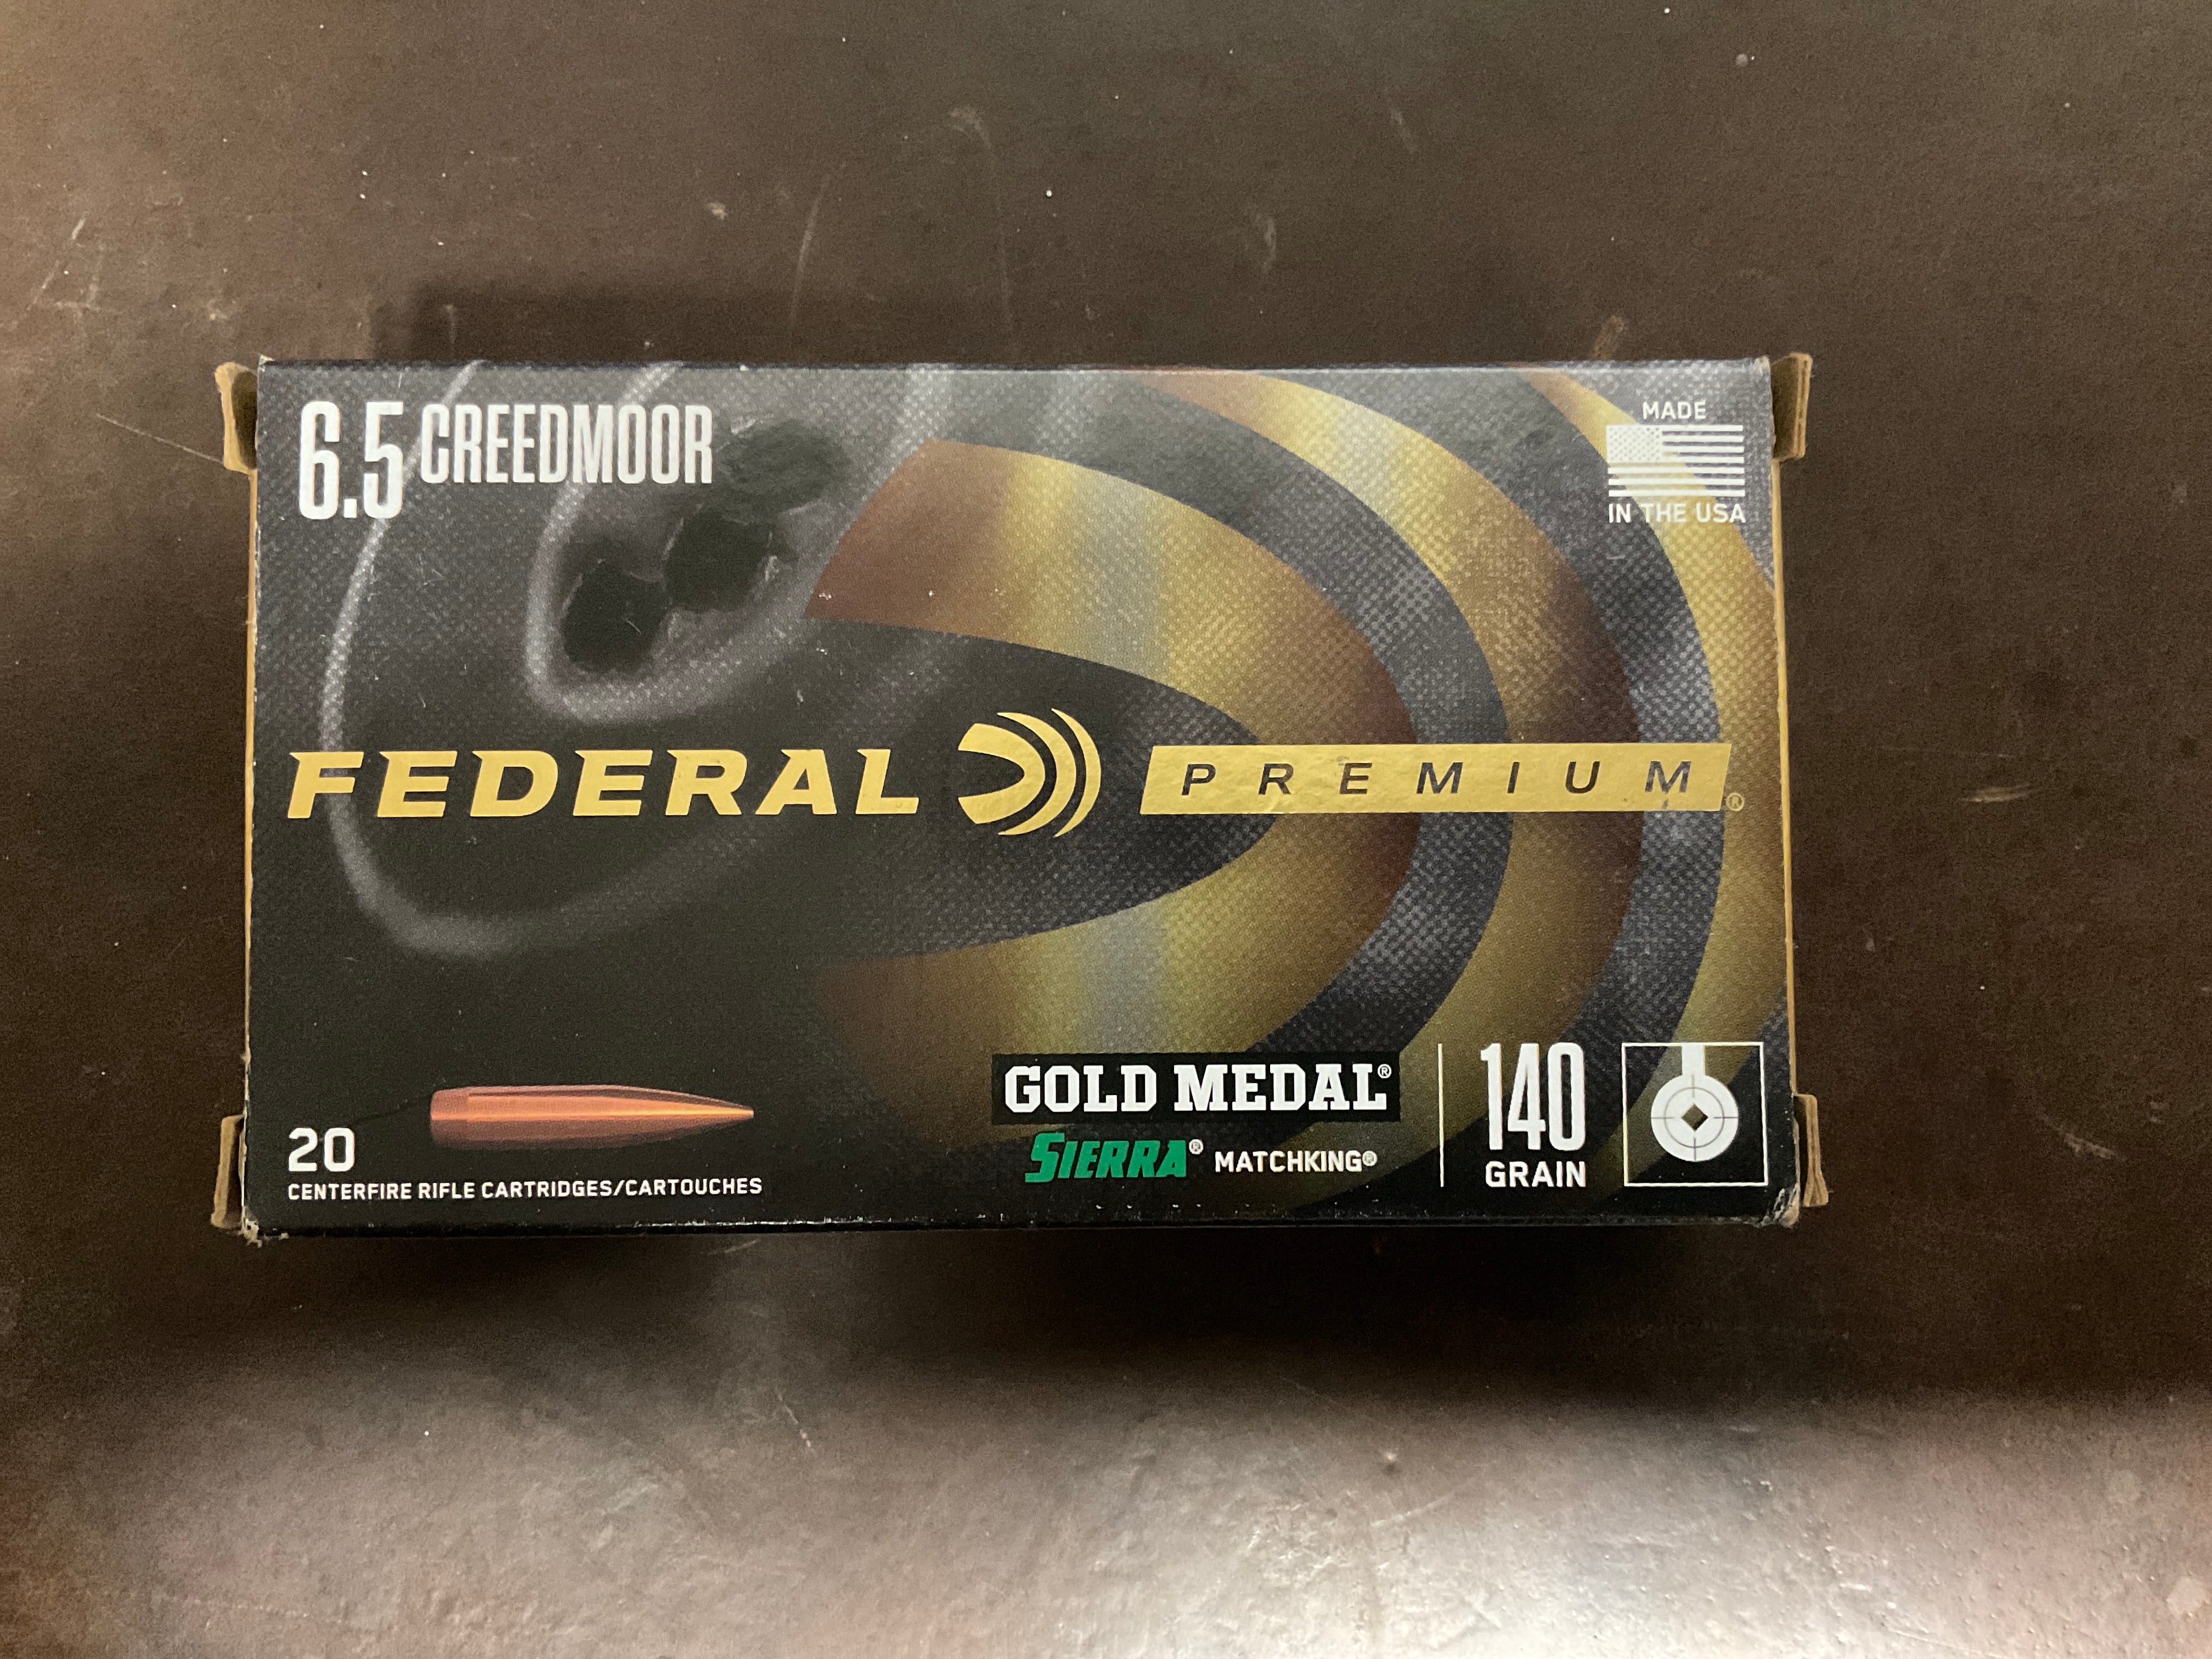 6.5 CREEDMOOR
MADE
IN THE USA
FEDERAL PREMIUM®
GOLD MEDAL®
SIERRA® MATCHKING®
140
GRAIN
20
CENTERFIRE RIFLE CARTRIDGES/CARTOUCHES